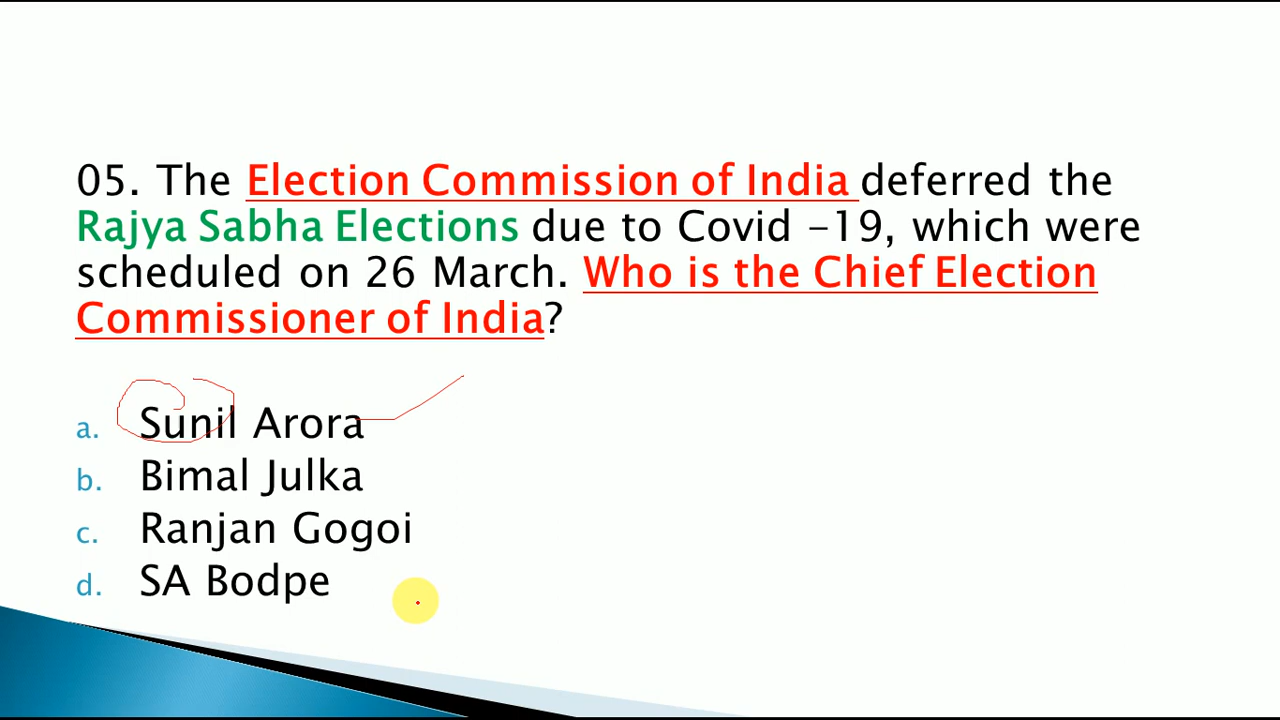 05. The Election Commission of India deferred the
Rajya Sabha Elections due to Covid -19, which were
scheduled on 26 March. Who is the Chief Election
Commissioner of India?
a. Sunil Arora
b. Bimal Julka
c. Ranjan Gogoi
d. SA Bodpe